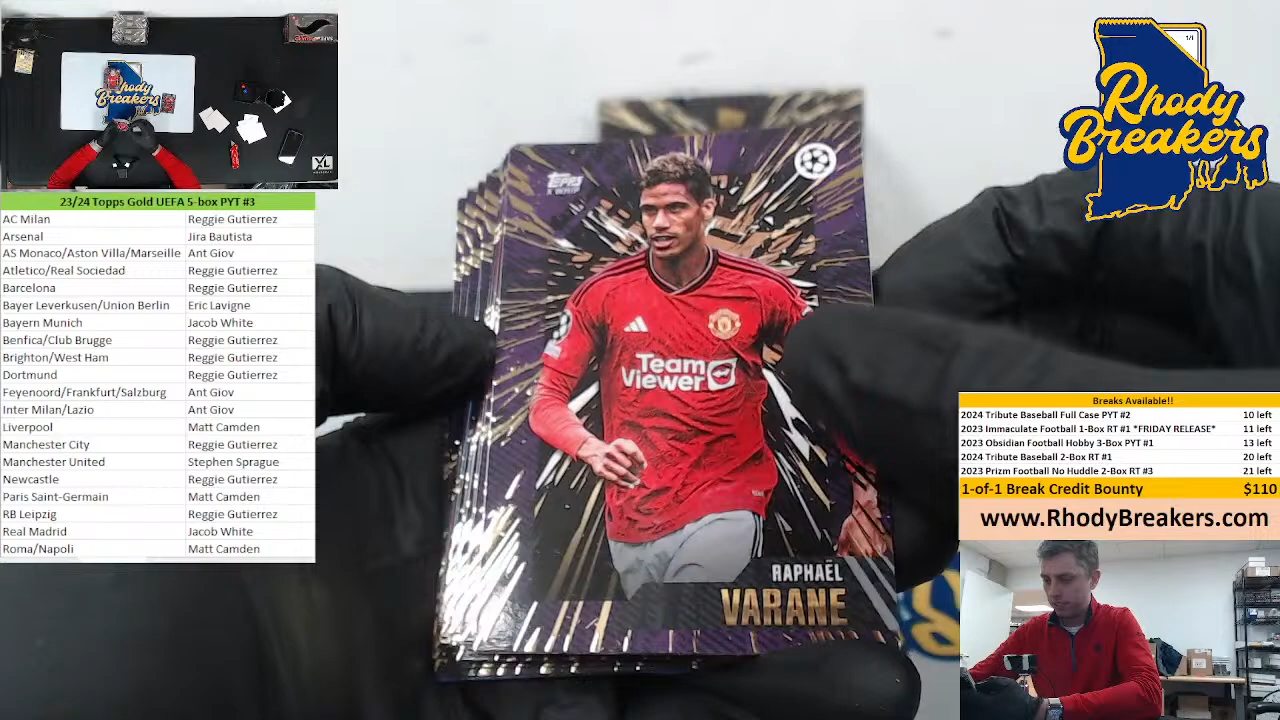 23/24 Topps Gold UEFA 5-box PYT #3
AC Milan Reggie Gutierrez
Arsenal Jira Bautista
AS Monaco/Aston Villa/Marseille Ant Giov
Atletico/Real Sociedad Reggie Gutierrez
Barcelona Reggie Gutierrez
Bayer Leverkusen/Union Berlin Eric Lavigne
Bayern Munich Jacob White
Benfica/Club Brugge Reggie Gutierrez
Brighton/West Ham Reggie Gutierrez
Dortmund Reggie Gutierrez
Feyenoord/Frankfurt/Salzburg Ant Giov
Inter Milan/Lazio Ant Giov
Liverpool Matt Camden
Manchester City Reggie Gutierrez
Manchester United Stephen Sprague
Newcastle Reggie Gutierrez
Paris Saint-Germain Matt Camden
RB Leipzig Reggie Gutierrez
Real Madrid Jacob White
Roma/Napoli Matt Camden
Rhody
Breakers
XL
Topps
Team
Viewer
RAPHAËL
VARANE
1/1
Rhody
Breakers
Breaks Available!!
2024 Tribute Baseball Full Case PYT #2 10 left
2023 Immaculate Football 1-Box RT #1 *FRIDAY RELEASE* 11 left
2023 Obsidian Football Hobby 3-Box PYT #1 13 left
2024 Tribute Baseball 2-Box RT #1 20 left
2023 Prizm Football No Huddle 2-Box RT #3 21 left
1-of-1 Break Credit Bounty $110
www.RhodyBreakers.com